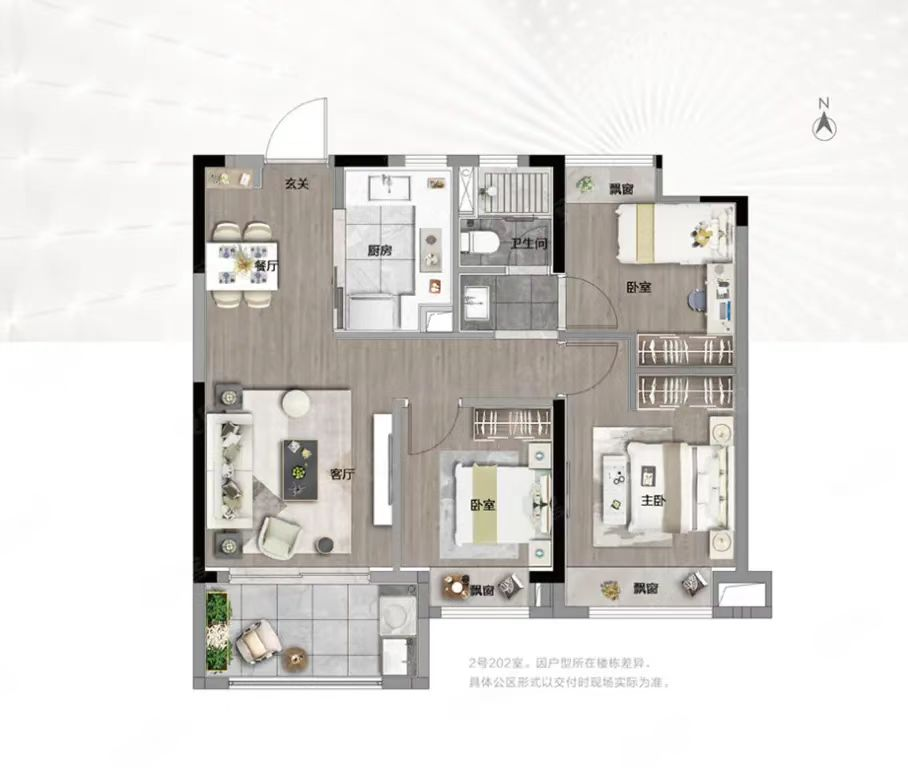 N
玄关
飘窗
厨房
卫生间
餐厅
卧室
客厅
卧室
主卧
飘窗
飘窗
2号202室。因户型所在楼栋差异、
具体公区形式以交付时现场实际为准。